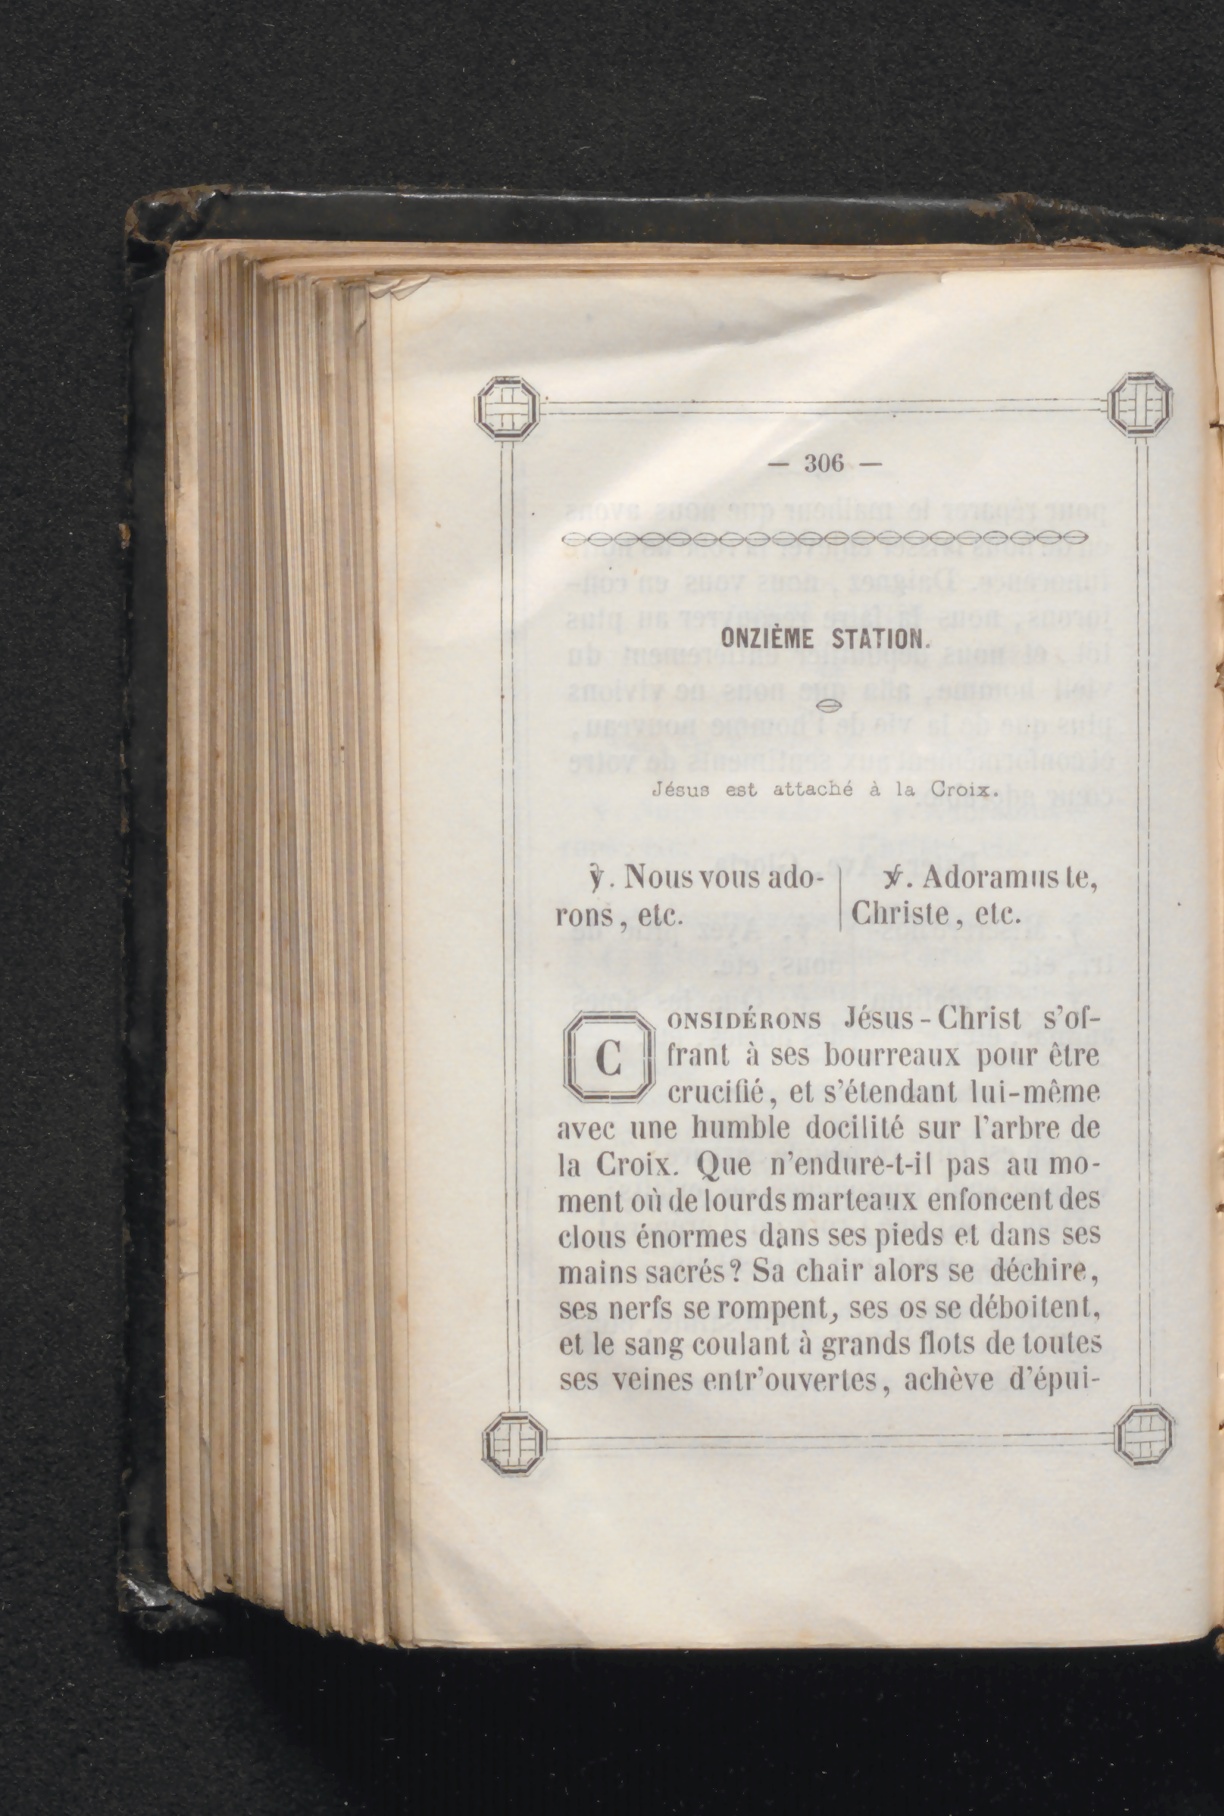 — 306 —
ONZIÈME STATION.
Jésus est attaché à la Croix.
℣. Nous vous ado-
rons, etc.
℣. Adoramus te,
Christe, etc.
CONSIDÉRONS Jésus-Christ s'of-
frant à ses bourreaux pour être
crucifié, et s'étendant lui-même
avec une humble docilité sur l'arbre de
la Croix. Que n'endure-t-il pas au mo-
ment où de lourds marteaux enfoncent des
clous énormes dans ses pieds et dans ses
mains sacrés? Sa chair alors se déchire,
ses nerfs se rompent, ses os se déboitent,
et le sang coulant à grands flots de toutes
ses veines entr'ouvertes, achève d'épui-